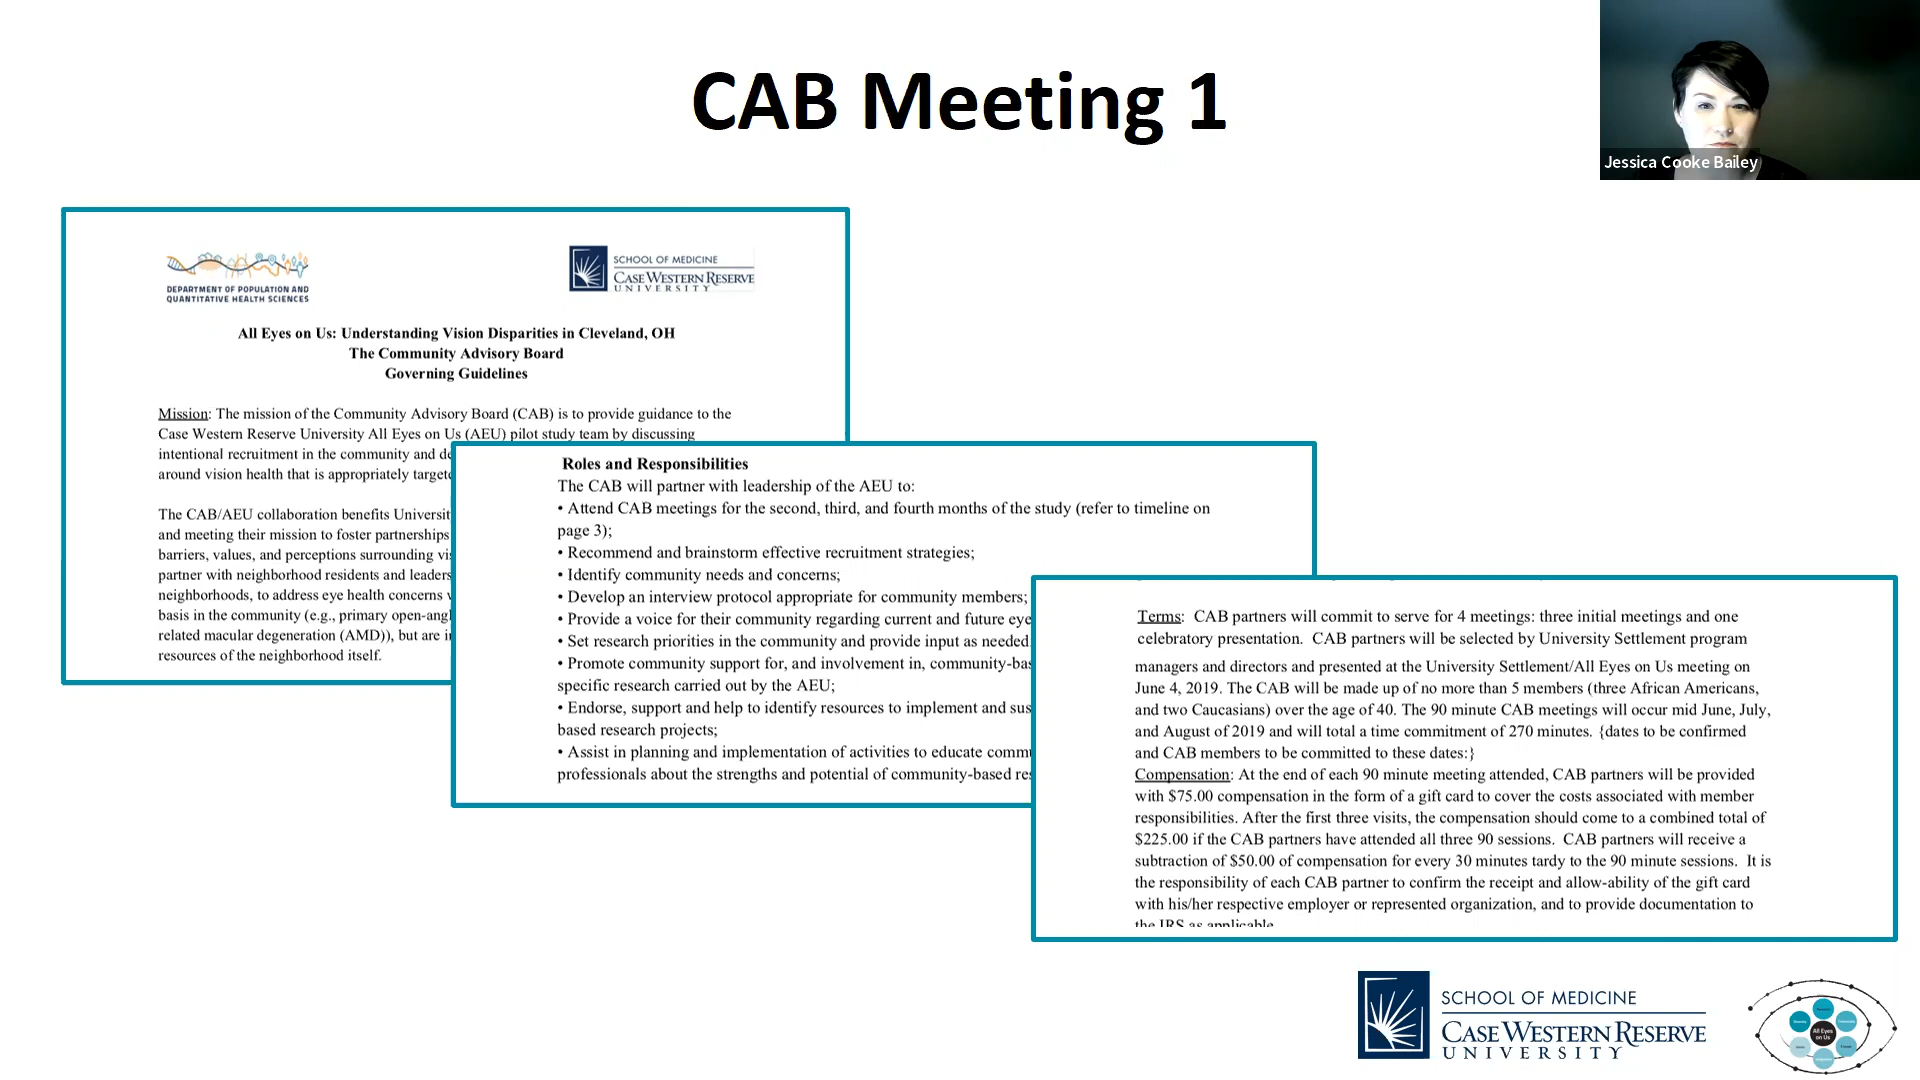 CAB Meeting 1
Jessica Cooke Bailey
DEPARTMENT OF POPULATION AND
QUANTITATIVE HEALTH SCIENCES
SCHOOL OF MEDICINE
CASE WESTERN RESERVE
UNIVERSITY
All Eyes on Us: Understanding Vision Disparities in Cleveland, OH
The Community Advisory Board
Governing Guidelines
Mission: The mission of the Community Advisory Board (CAB) is to provide guidance to the
Case Western Reserve University All Eyes on Us (AEU) pilot study team by discussing
intentional recruitment in the community and
around vision health that is appropriately
The CAB/AEU collaboration benefits
and meeting their mission to foster partnerships
barriers, values, and perceptions surrounding
partner with neighborhood residents and
neighborhoods, to address eye health concerns
basis in the community (e.g., primary
related macular degeneration (AMD)), but are
resources of the neighborhood itself.
Roles and Responsibilities
The CAB will partner with leadership of the AEU to:
• Attend CAB meetings for the second, third, and fourth months of the study (refer to timeline on
page 3);
• Recommend and brainstorm effective recruitment strategies;
• Identify community needs and concerns;
• Develop an interview protocol appropriate for community members;
• Provide a voice for their community regarding current and future eye
• Set research priorities in the community and provide input as needed
• Promote community support for, and involvement in,
specific research carried out by the AEU;
• Endorse, support and help to identify resources to implement and
based research projects;
• Assist in planning and implementation of activities to educate
professionals about the strengths and potential of community-based
Terms: CAB partners will commit to serve for 4 meetings: three initial meetings and one
celebratory presentation. CAB partners will be selected by University Settlement program
managers and directors and presented at the University Settlement/All Eyes on Us meeting on
June 4, 2019. The CAB will be made up of no more than 5 members (three African Americans,
and two Caucasians) over the age of 40. The 90 minute CAB meetings will occur mid June, July,
and August of 2019 and will total a time commitment of 270 minutes. {dates to be confirmed
and CAB members to be committed to these dates:}
Compensation: At the end of each 90 minute meeting attended, CAB partners will be provided
with $75.00 compensation in the form of a gift card to cover the costs associated with member
responsibilities. After the first three visits, the compensation should come to a combined total of
$225.00 if the CAB partners have attended all three 90 sessions. CAB partners will receive a
subtraction of $50.00 of compensation for every 30 minutes tardy to the 90 minute sessions. It is
the responsibility of each CAB partner to confirm the receipt and allow-ability of the gift card
with his/her respective employer or represented organization, and to provide documentation to
the IRS as applicable
SCHOOL OF MEDICINE
CASE WESTERN RESERVE
UNIVERSITY
All Eyes
on Us